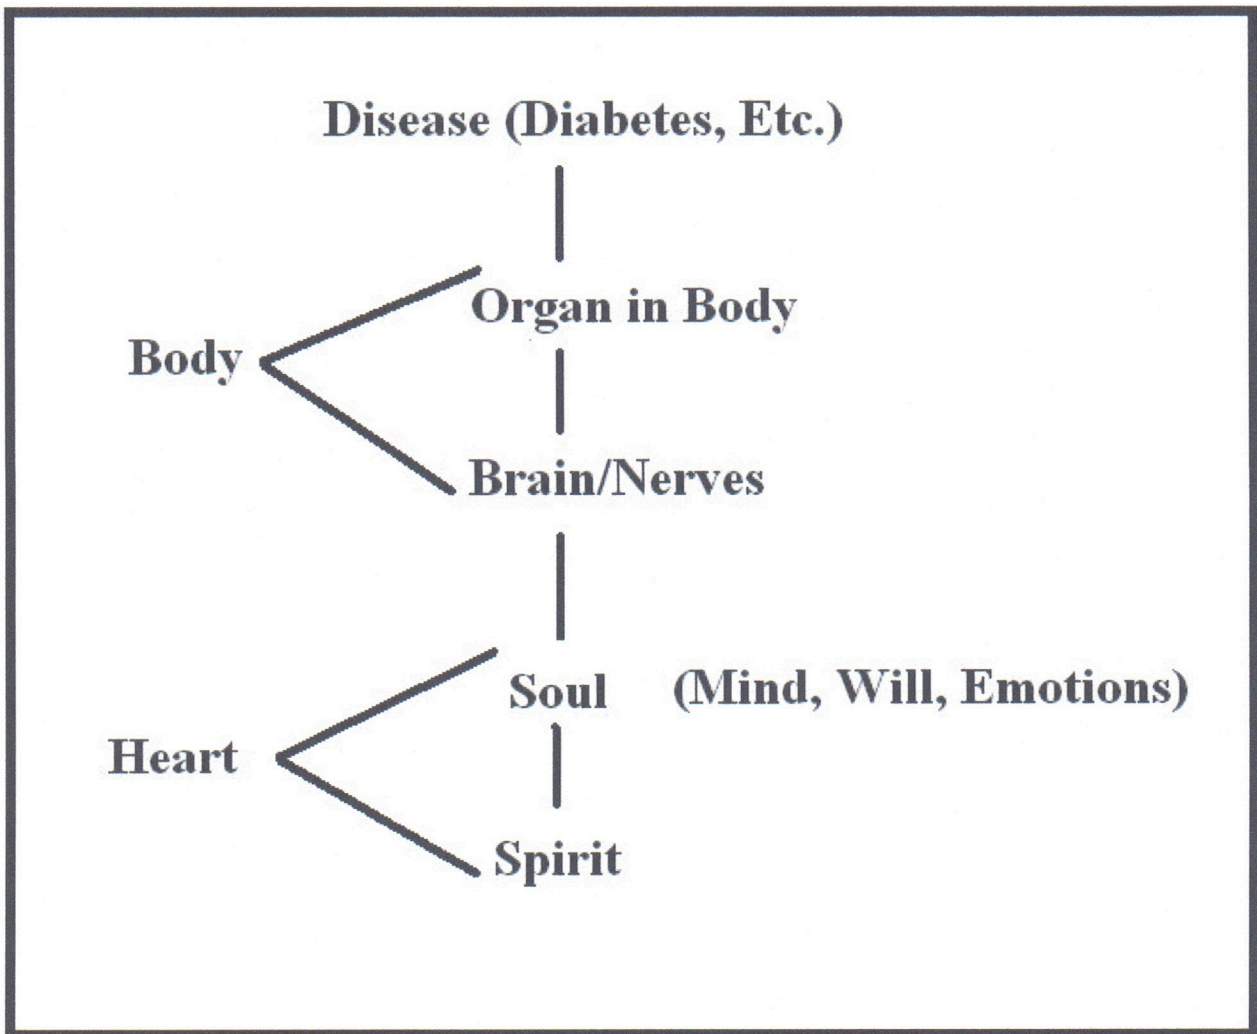 Disease (Diabetes, Etc.)
Organ in Body
Body
Brain/Nerves
Soul (Mind, Will, Emotions)
Heart
Spirit